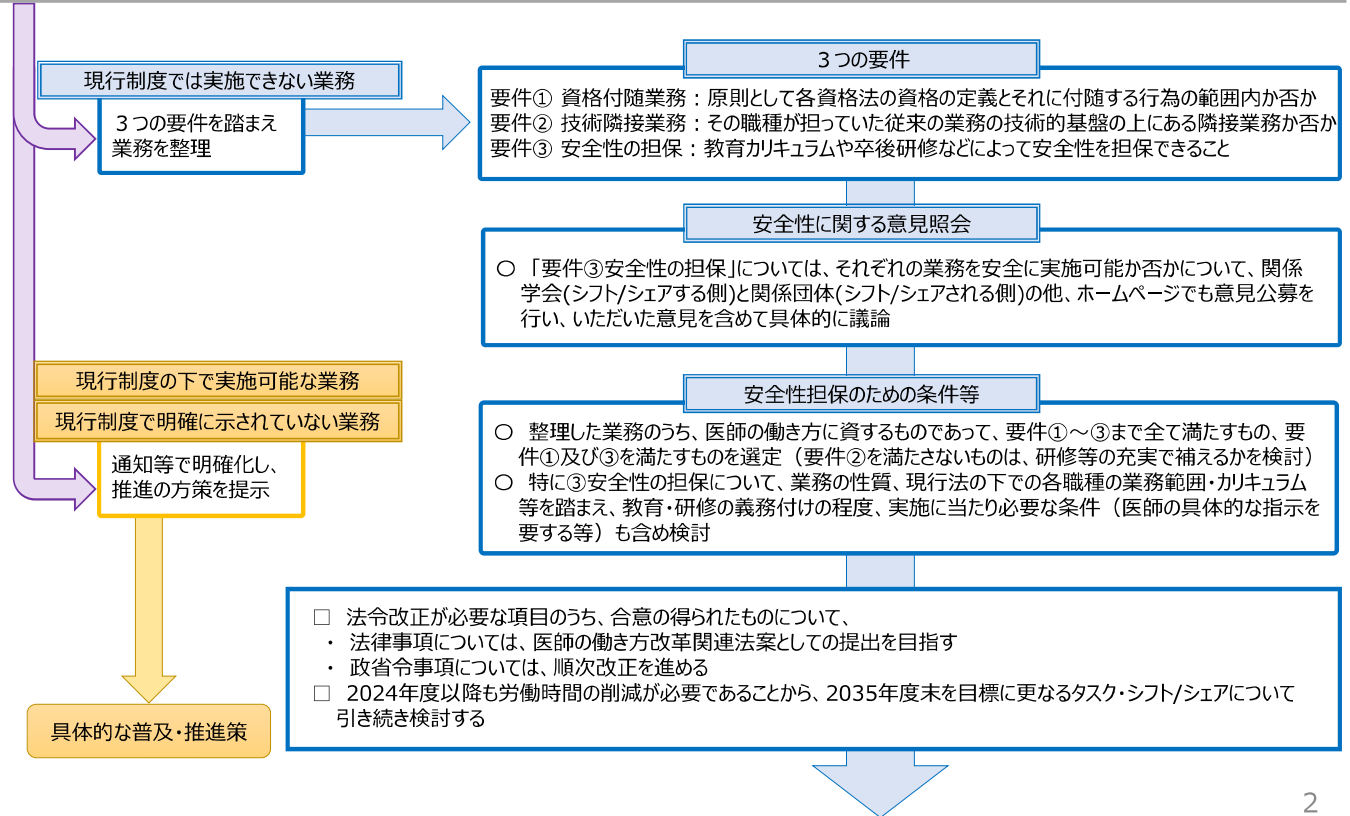 現行制度では実施できない業務
３つの要件を踏まえ
業務を整理
３つの要件
要件① 資格付随業務：原則として各資格法の資格の定義とそれに付随する行為の範囲内か否か
要件② 技術隣接業務：その職種が担っていた従来の業務の技術的基盤の上にある隣接業務か否か
要件③ 安全性の担保：教育カリキュラムや卒後研修などによって安全性を担保できること
安全性に関する意見照会
○ 「要件③安全性の担保」については、それぞれの業務を安全に実施可能か否かについて、関係
学会(シフト/シェアする側)と関係団体(シフト/シェアされる側)の他、ホームページでも意見公募を
行い、いただいた意見を含めて具体的に議論
現行制度の下で実施可能な業務
現行制度で明確に示されていない業務
通知等で明確化し、
推進の方策を提示
安全性担保のための条件等
○ 整理した業務のうち、医師の働き方に資するものであって、要件①～③まで全て満たすもの、要
件①及び③を満たすものを選定（要件②を満たさないものは、研修等の充実で補えるかを検討）
○ 特に③安全性の担保について、業務の性質、現行法の下での各職種の業務範囲・カリキュラム
等を踏まえ、教育・研修の義務付けの程度、実施に当たり必要な条件（医師の具体的な指示を
要する等）も含め検討
□ 法令改正が必要な項目のうち、合意の得られたものについて、
・ 法律事項については、医師の働き方改革関連法案としての提出を目指す
・ 政省令事項については、順次改正を進める
□ 2024年度以降も労働時間の削減が必要であることから、2035年度末を目標に更なるタスク・シフト/シェアについて
引き続き検討する
具体的な普及・推進策
2